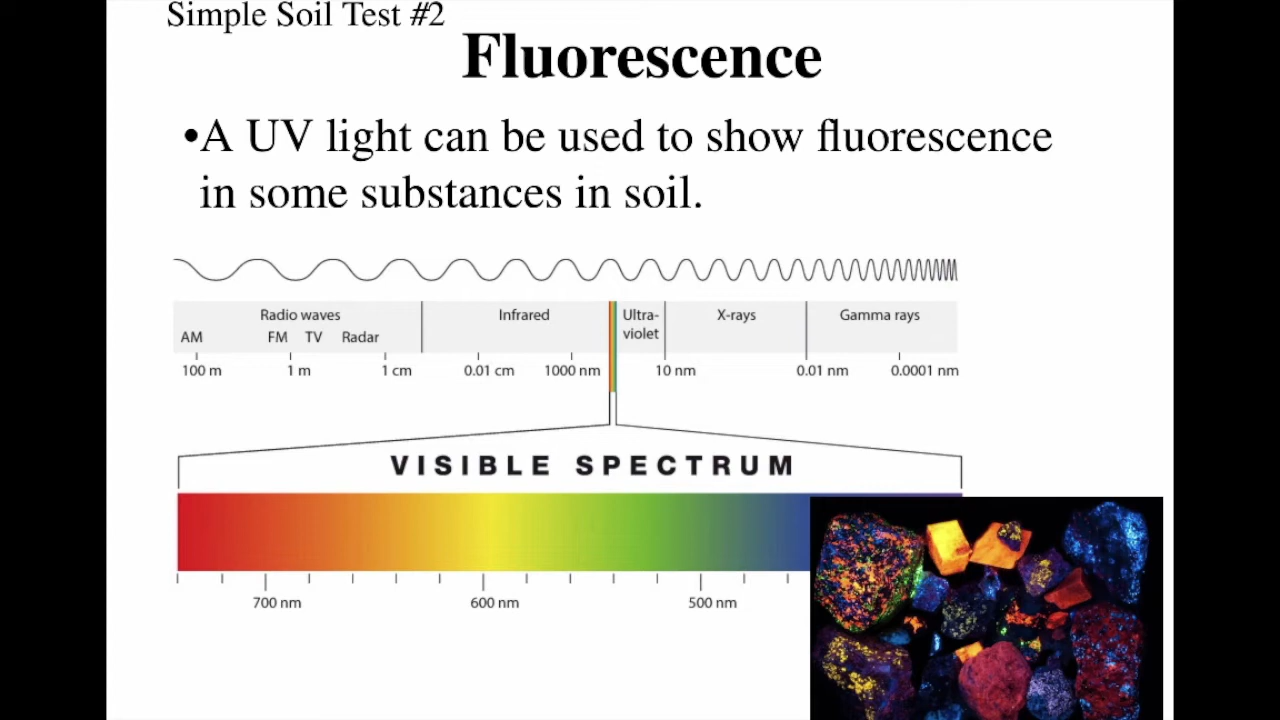 Simple Soil Test #2
Fluorescence
•A UV light can be used to show fluorescence
in some substances in soil.
Radio waves Infrared Ultra- X-rays Gamma rays
violet
AM FM TV Radar
100 m 1 m 1 cm 0.01 cm 1000 nm 10 nm 0.01 nm 0.0001 nm
VISIBLE SPECTRUM
700 nm 600 nm 500 nm